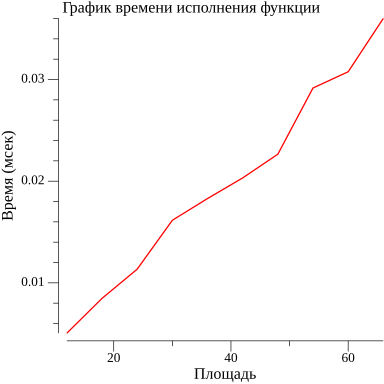 График времени исполнения функции
Время (мсек)
0.03
0.02
0.01
20 40 60
Площадь